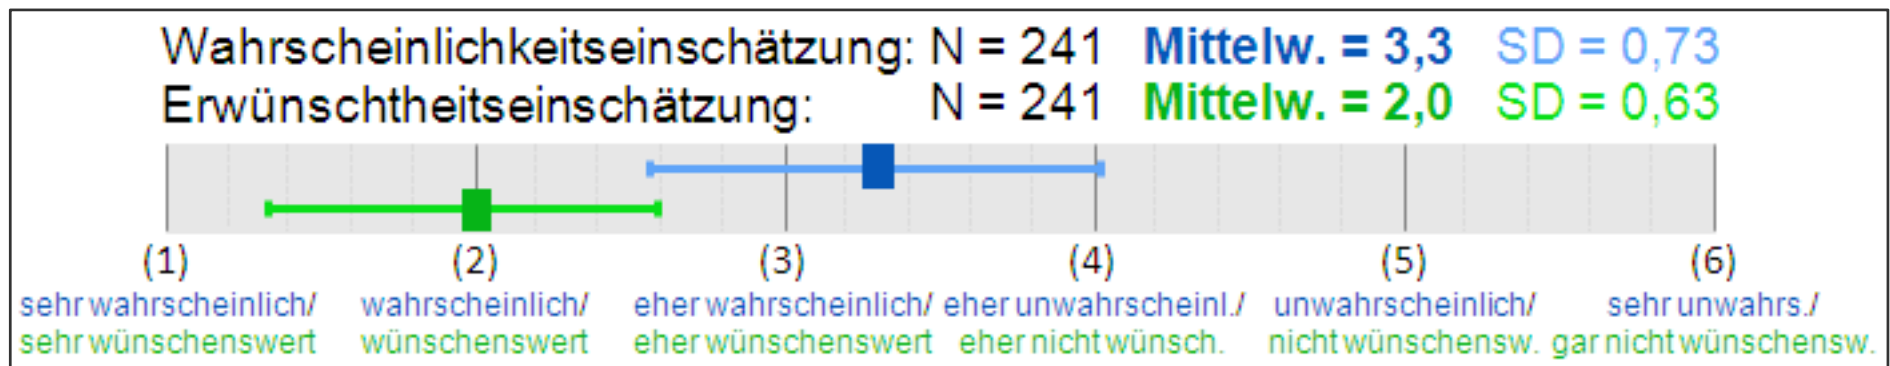 Wahrscheinlichkeitseinschätzung: N = 241 Mittelw. = 3,3 SD = 0,73
Erwünschtheitseinschätzung: N = 241 Mittelw. = 2,0 SD = 0,63
(1) (2) (3) (4) (5) (6)
sehr wahrscheinlich/ wahrscheinlich/ eher wahrscheinlich/ eher unwahrscheinl./ unwahrscheinlich/ sehr unwahrs./
sehr wünschenswert wünschenswert eher wünschenswert eher nicht wünsch. nicht wünschensw. gar nicht wünschensw.